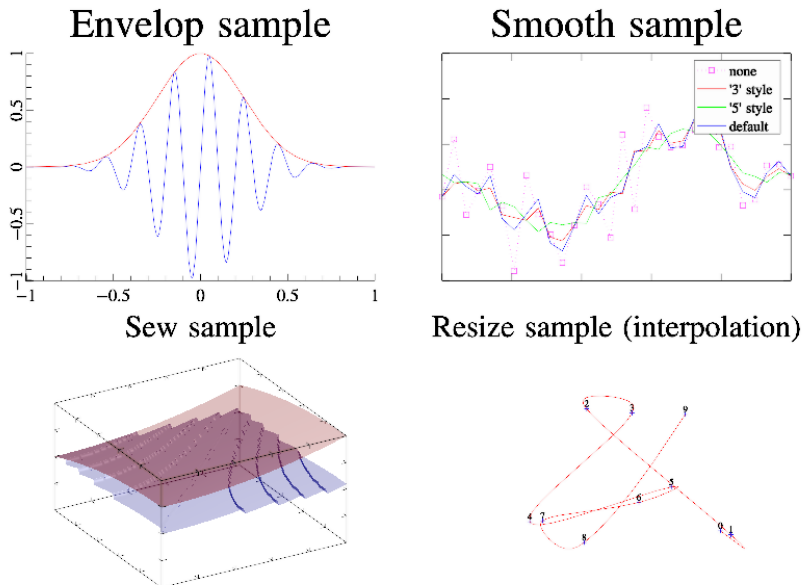 Envelop sample
Smooth sample
1
0.5
0
−0.5
−1
−1
−0.5
0
0.5
1
none
'3' style
'5' style
default
Sew sample
Resize sample (interpolation)
2
3
9
5
6
4
7
8
0
1